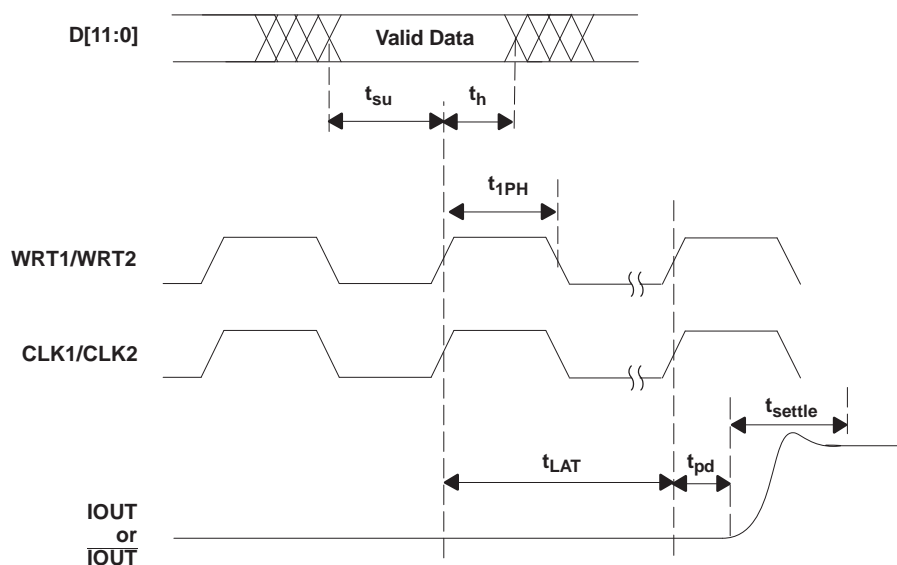 D[11:0]
Valid Data
tsu
th
t1PH
WRT1/WRT2
CLK1/CLK2
tsettle
tLAT
tpd
IOUT
or
IOUT